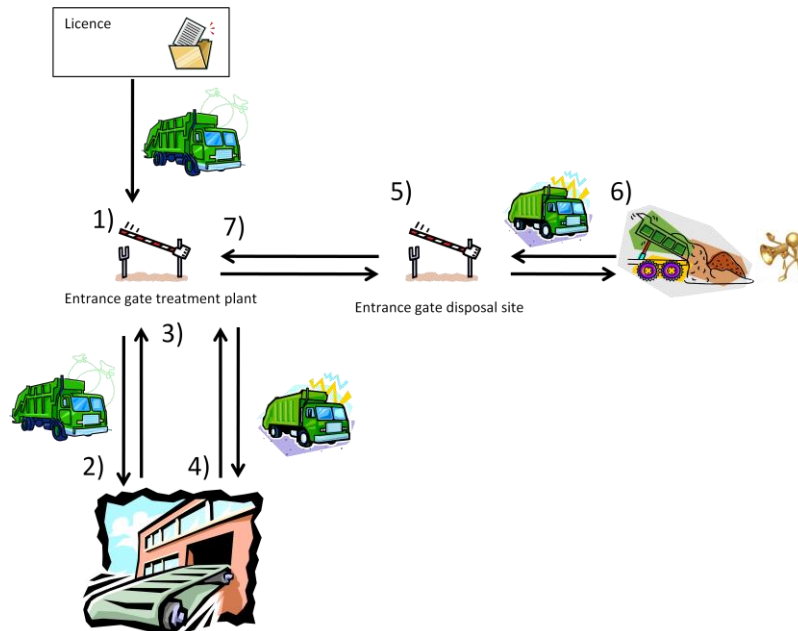 Licence
1)
7)
5)
6)
Entrance gate treatment plant
Entrance gate disposal site
3)
2)
4)